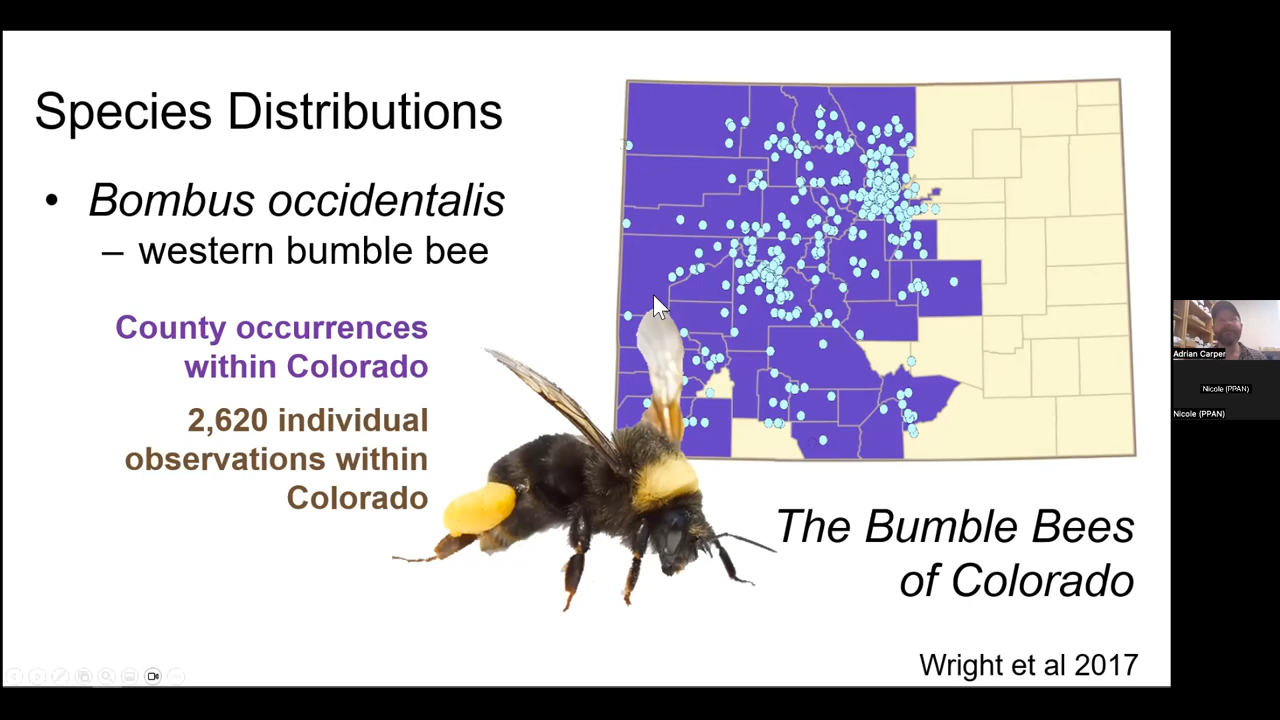 Species Distributions
• Bombus occidentalis
– western bumble bee
County occurrences
within Colorado
2,620 individual
observations within
Colorado
The Bumble Bees
of Colorado
Wright et al 2017
Adrian Carper
Nicole (PPAN)
Nicole (PPAN)